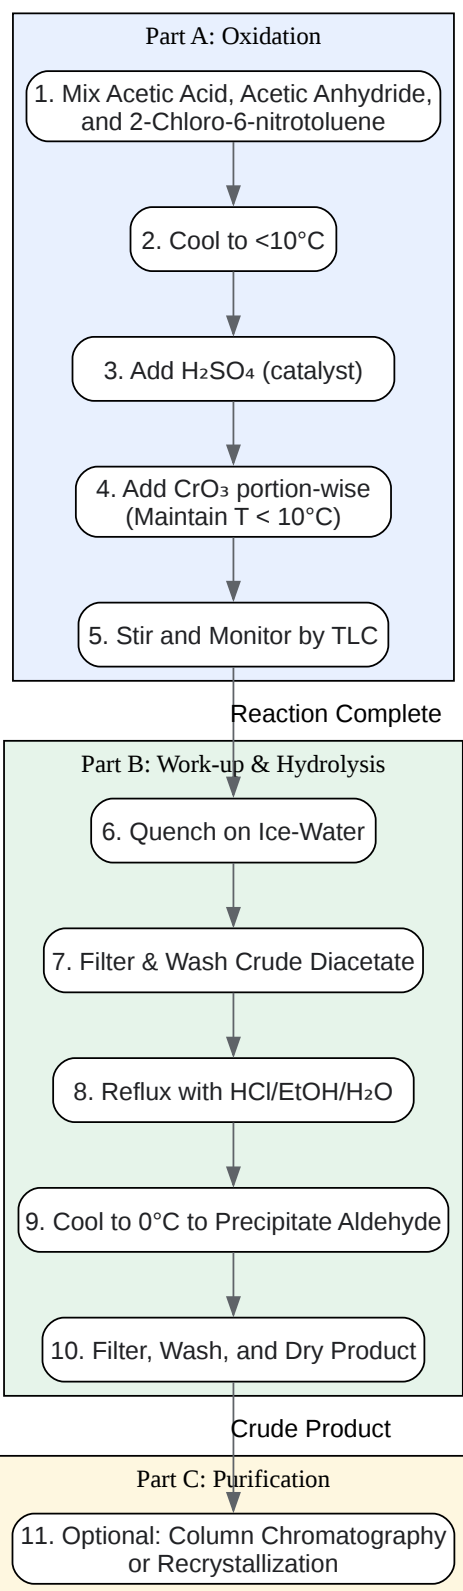 Part A: Oxidation
1. Mix Acetic Acid, Acetic Anhydride,
and 2-Chloro-6-nitrotoluene
2. Cool to <10°C
3. Add H₂SO₄ (catalyst)
4. Add CrO₃ portion-wise
(Maintain T < 10°C)
5. Stir and Monitor by TLC
Reaction Complete
Part B: Work-up & Hydrolysis
6. Quench on Ice-Water
7. Filter & Wash Crude Diacetate
8. Reflux with HCl/EtOH/H₂O
9. Cool to 0°C to Precipitate Aldehyde
10. Filter, Wash, and Dry Product
Crude Product
Part C: Purification
11. Optional: Column Chromatography
or Recrystallization